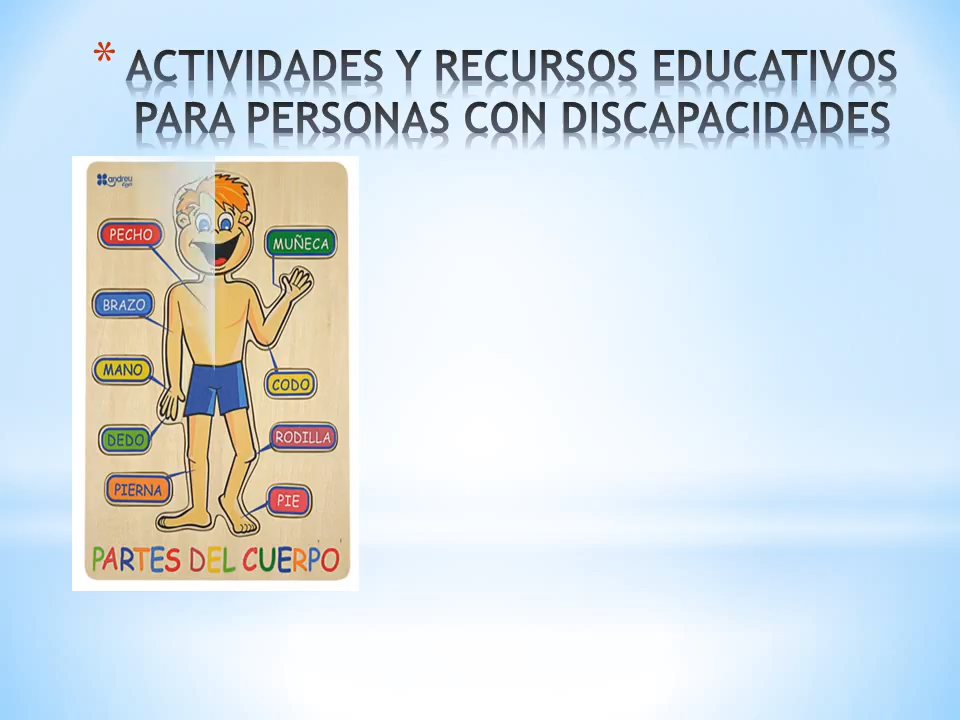 * ACTIVIDADES Y RECURSOS EDUCATIVOS
PARA PERSONAS CON DISCAPACIDADES
andreu
PECHO
MUÑECA
BRAZO
MANO
CODO
DEDO
RODILLA
PIERNA
PIE
PARTES DEL CUERPO